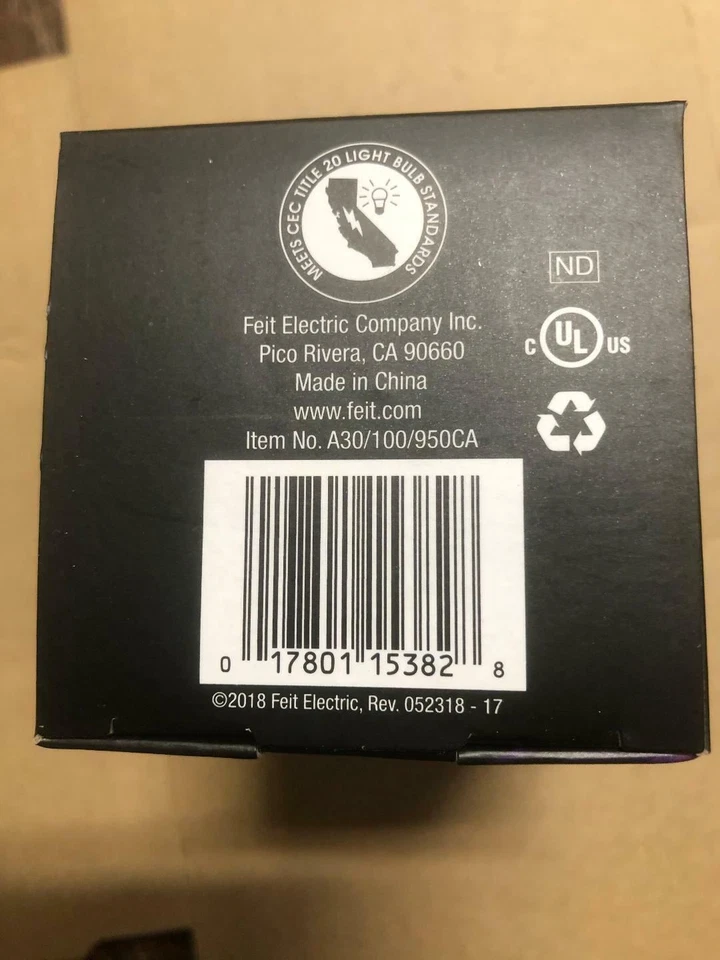 MEETS CEC TITLE 20 LIGHT BULB STANDARDS
ND
Feit Electric Company Inc.
Pico Rivera, CA 90660
Made in China
www.feit.com
Item No. A30/100/950CA
C UL US
0 17801 15382 8
©2018 Feit Electric, Rev. 052318 - 17